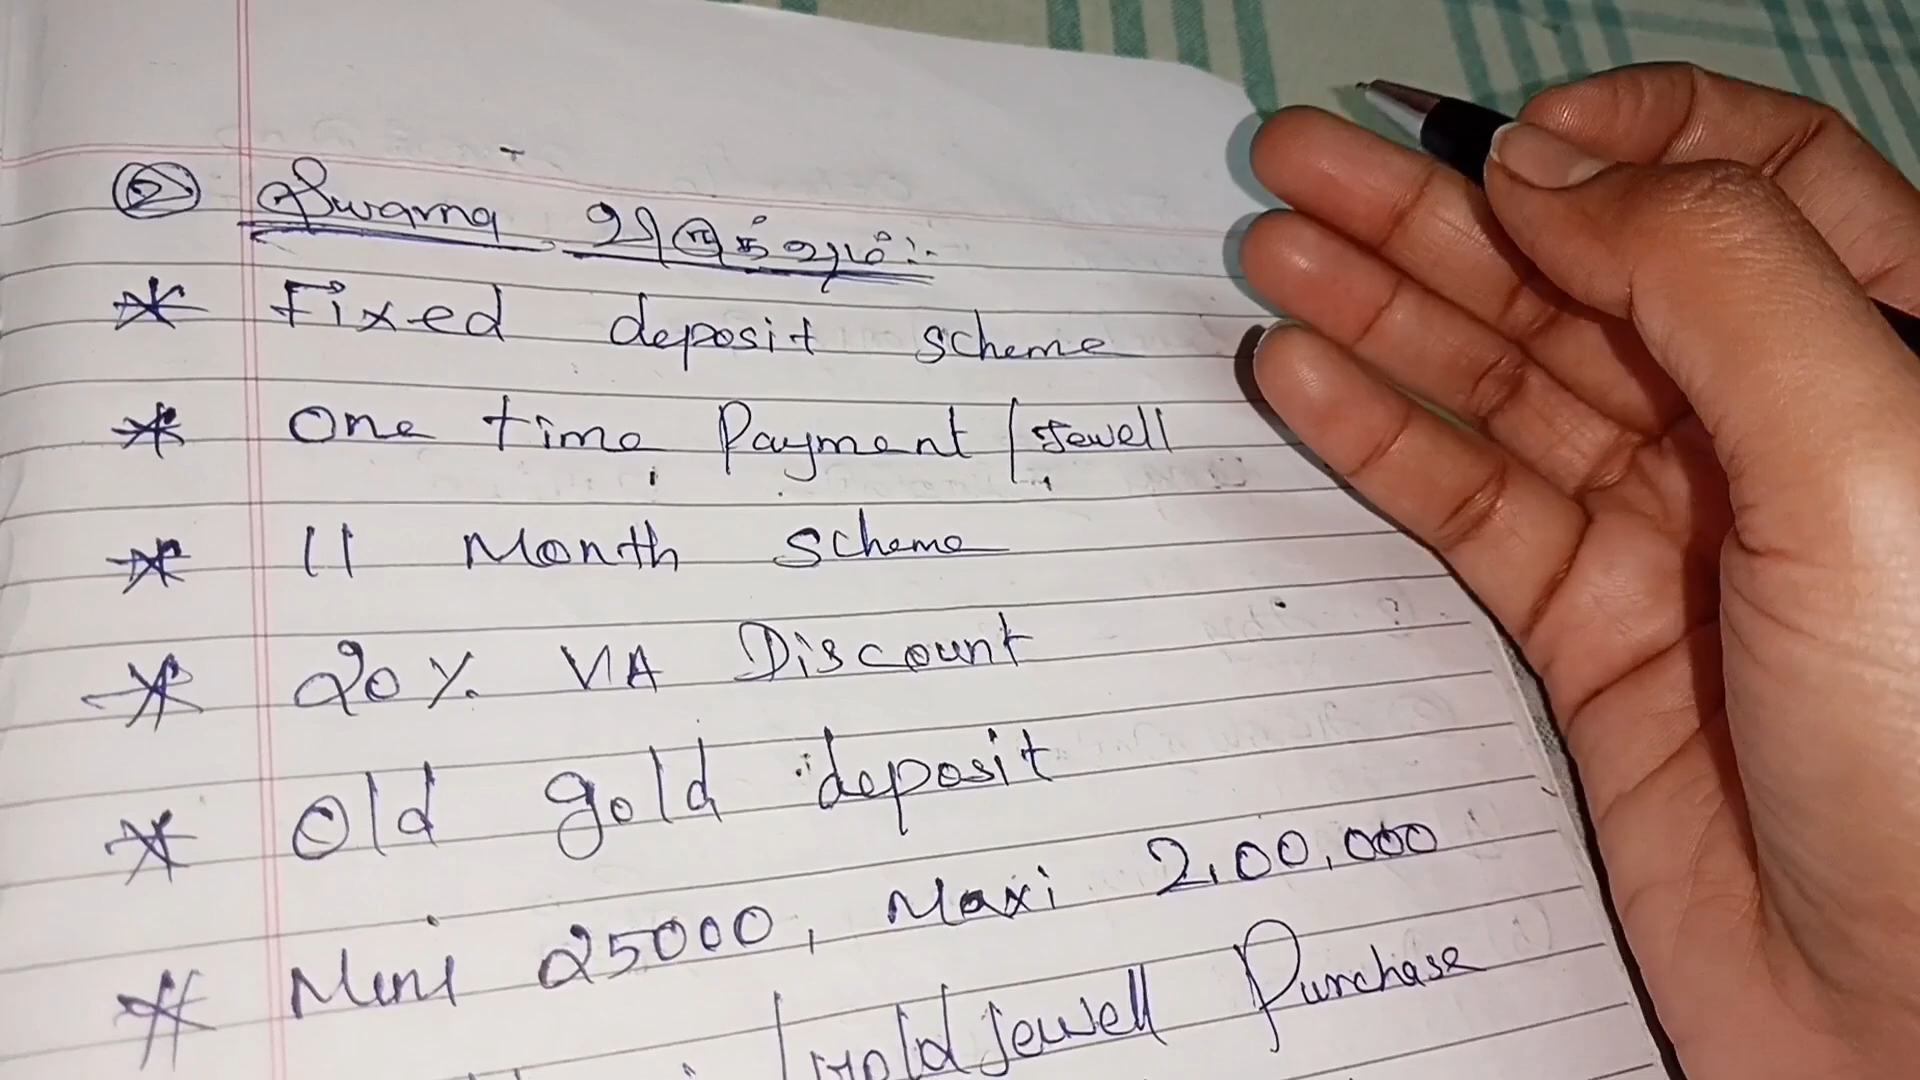 ② Swarna விருக்ஷம் :-
* Fixed deposit scheme
* One time Payment / Jewell
* 11 Month scheme
* 20% VA Discount
* Old gold deposit
* Mini 25000, Maxi 2,00,000
/ Gold jewell Purchase